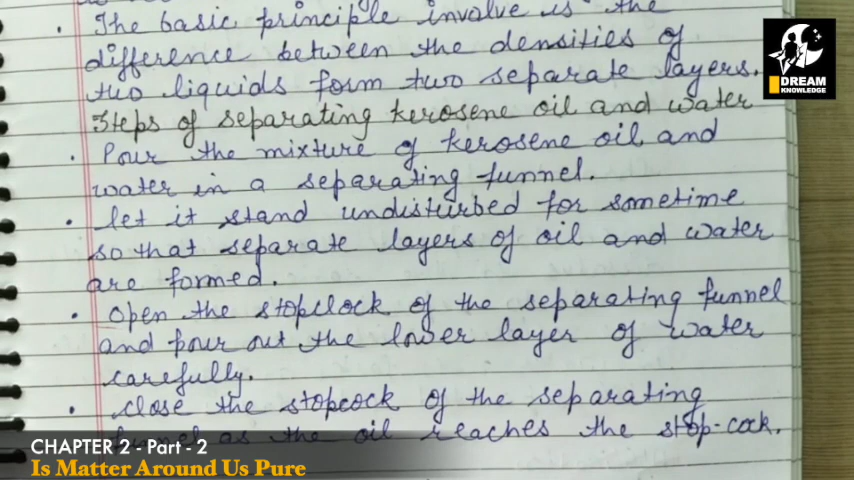 • The basic principle involve is the
difference between the densities of
two liquids form two separate layers.
Steps of separating kerosene oil and water
• Pour the mixture of kerosene oil and
water in a separating funnel.
• let it stand undisturbed for sometime
so that separate layers of oil and water
are formed.
• Open the stopclock of the separating funnel
and pour out the lower layer of water
carefully.
• close the stopcock of the separating
funnel as the oil reaches the stop-cock.
DREAM
KNOWLEDGE
CHAPTER 2 - Part - 2
Is Matter Around Us Pure